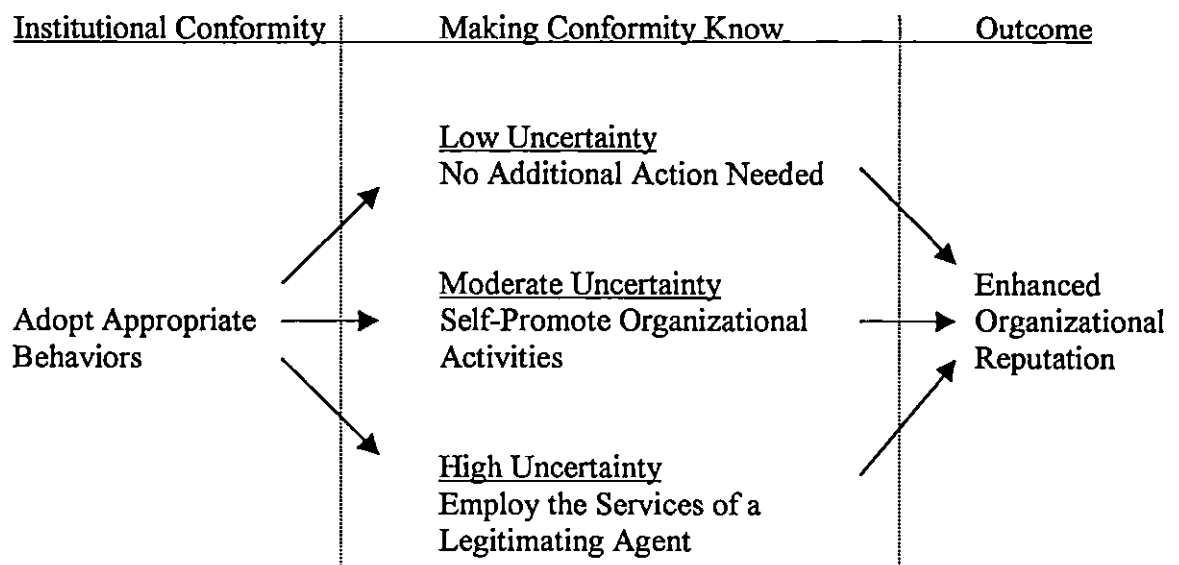 Institutional Conformity Making Conformity Know Outcome
Low Uncertainty
No Additional Action Needed
Adopt Appropriate
Behaviors
Moderate Uncertainty
Self-Promote Organizational
Activities
High Uncertainty
Employ the Services of a
Legitimating Agent
Enhanced
Organizational
Reputation